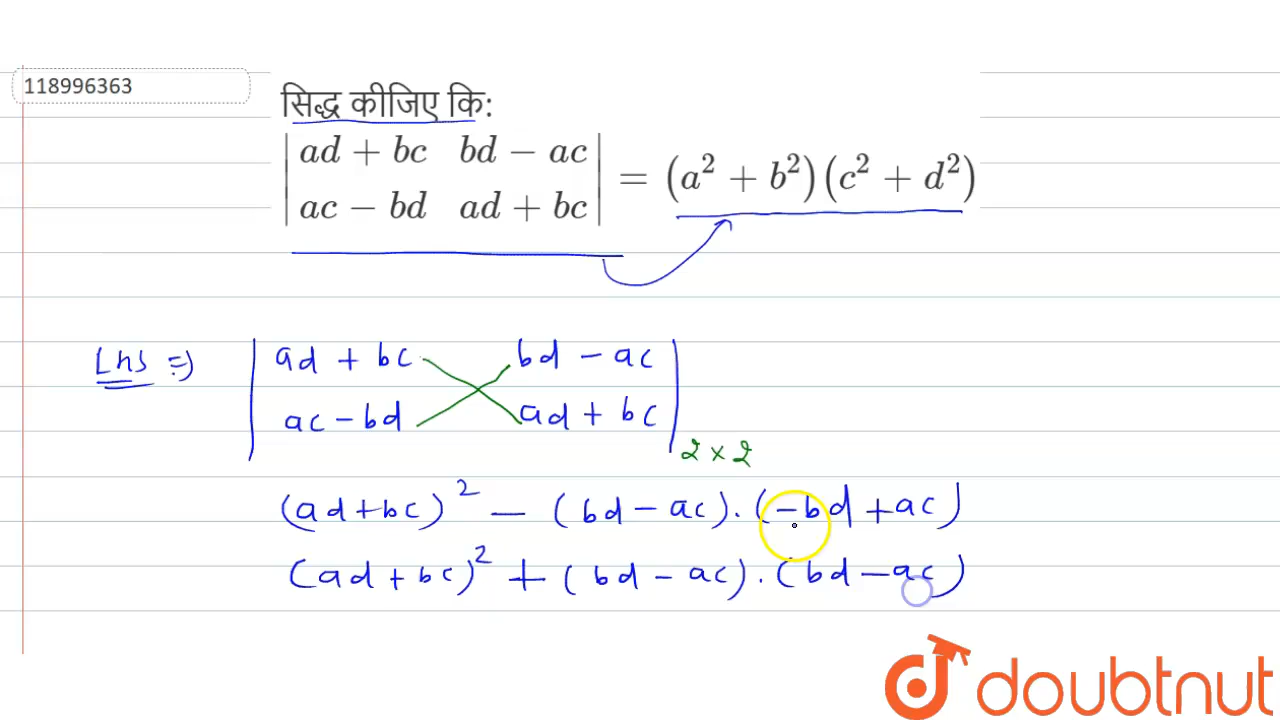 118996363
सिद्ध कीजिए कि:
| ad + bc  bd − ac |
| ac − bd  ad + bc | = (a² + b²)(c² + d²)
Lhs ⇒ | ad + bc  bd − ac |
| ac − bd  ad + bc | 2 × 2
(ad + bc)² − (bd − ac) . (−bd + ac)
(ad + bc)² + (bd − ac) . (bd − ac)
doubtnut